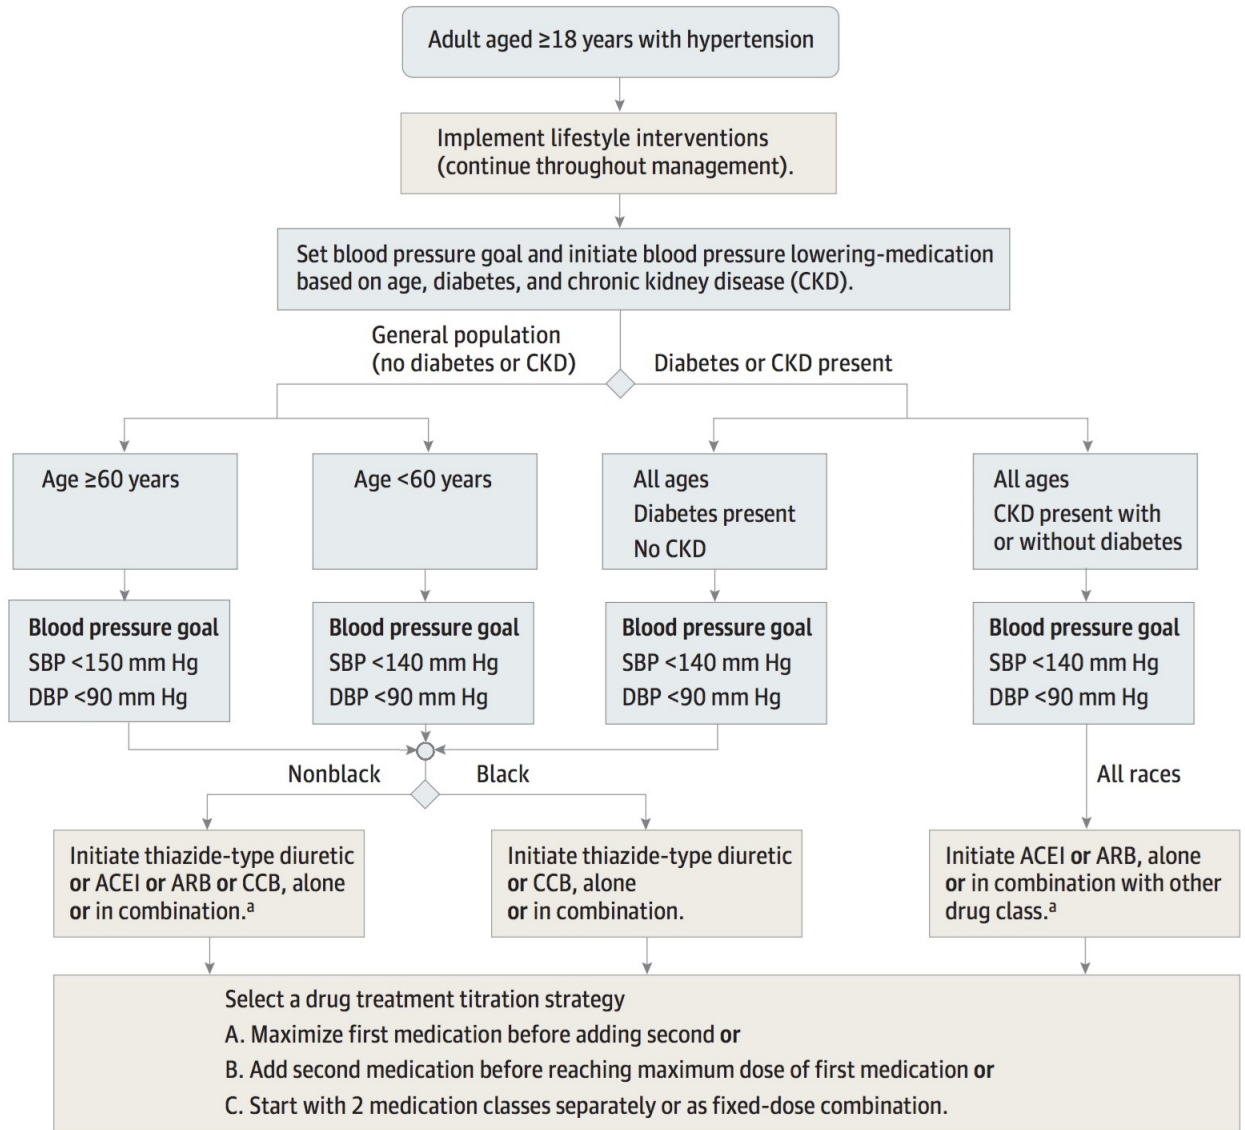 Adult aged ≥18 years with hypertension
Implement lifestyle interventions
(continue throughout management).
Set blood pressure goal and initiate blood pressure lowering-medication
based on age, diabetes, and chronic kidney disease (CKD).
General population
(no diabetes or CKD)
Diabetes or CKD present
Age ≥60 years
Age <60 years
All ages
Diabetes present
No CKD
All ages
CKD present with
or without diabetes
Blood pressure goal
SBP <150 mm Hg
DBP <90 mm Hg
Blood pressure goal
SBP <140 mm Hg
DBP <90 mm Hg
Blood pressure goal
SBP <140 mm Hg
DBP <90 mm Hg
Blood pressure goal
SBP <140 mm Hg
DBP <90 mm Hg
Nonblack
Black
All races
Initiate thiazide-type diuretic
or ACEI or ARB or CCB, alone
or in combination.ª
Initiate thiazide-type diuretic
or CCB, alone
or in combination.
Initiate ACEI or ARB, alone
or in combination with other
drug class.ª
Select a drug treatment titration strategy
A. Maximize first medication before adding second or
B. Add second medication before reaching maximum dose of first medication or
C. Start with 2 medication classes separately or as fixed-dose combination.